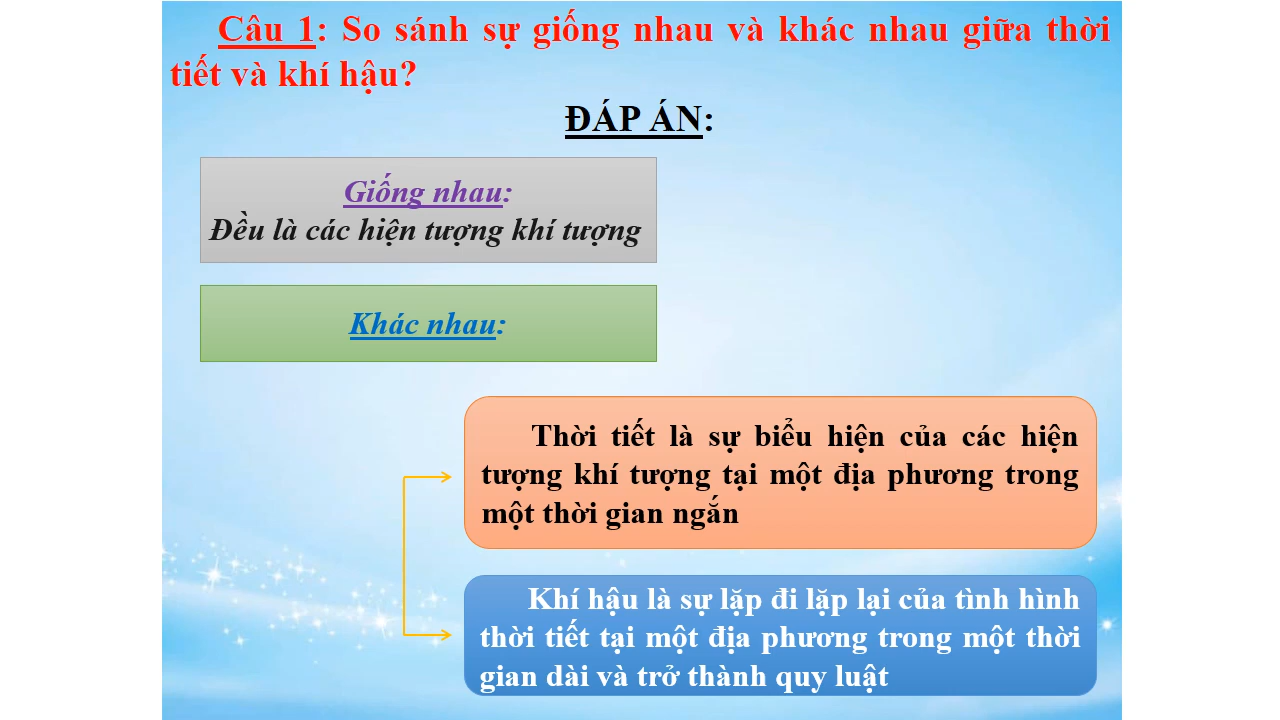 Câu 1: So sánh sự giống nhau và khác nhau giữa thời
tiết và khí hậu?
ĐÁP ÁN:
Giống nhau:
Đều là các hiện tượng khí tượng
Khác nhau:
Thời tiết là sự biểu hiện của các hiện
tượng khí tượng tại một địa phương trong
một thời gian ngắn
Khí hậu là sự lặp đi lặp lại của tình hình
thời tiết tại một địa phương trong một thời
gian dài và trở thành quy luật